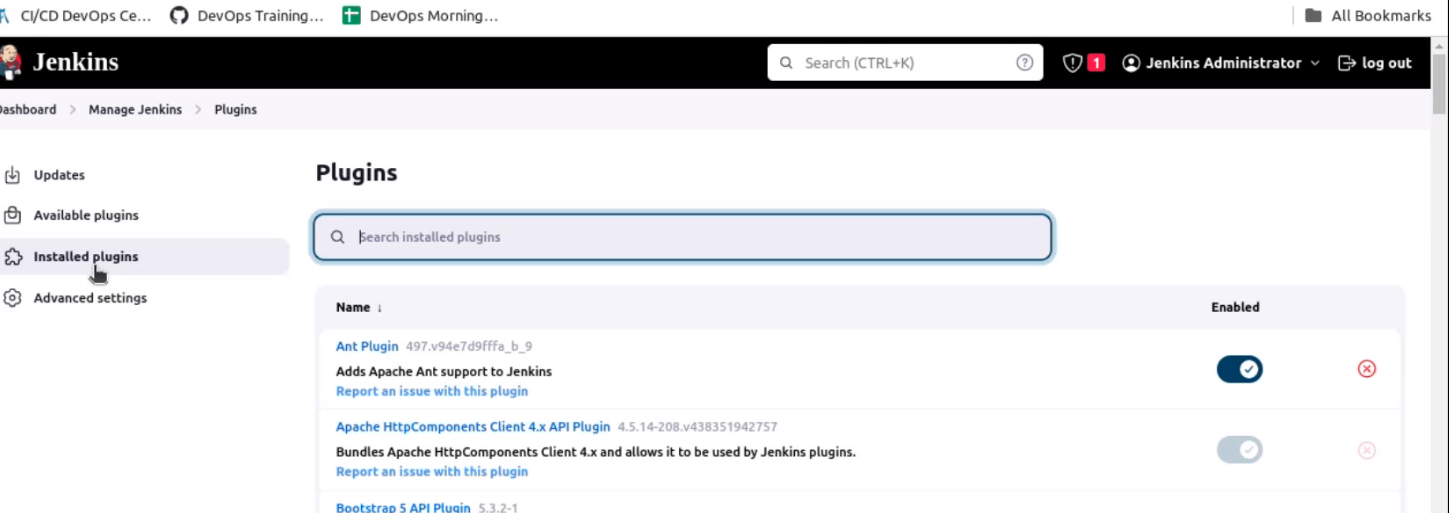 CI/CD DevOps Ce... DevOps Training... DevOps Morning... All Bookmarks
Jenkins Search (CTRL+K) 1 Jenkins Administrator log out
Dashboard > Manage Jenkins > Plugins
Updates
Plugins
Available plugins
Search installed plugins
Installed plugins
Advanced settings
Name ↓ Enabled
Ant Plugin 497.v94e7d9fffa_b_9
Adds Apache Ant support to Jenkins
Report an issue with this plugin
Apache HttpComponents Client 4.x API Plugin 4.5.14-208.v438351942757
Bundles Apache HttpComponents Client 4.x and allows it to be used by Jenkins plugins.
Report an issue with this plugin
Bootstrap 5 API Plugin 5.3.2-1